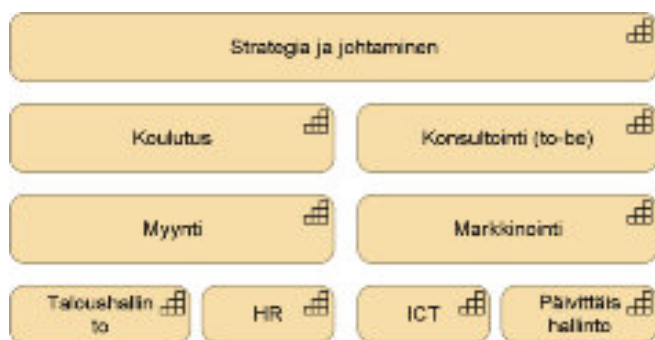 Strategia ja johtaminen
Koulutus
Konsultointi (to-be)
Myynti
Markkinointi
Taloushallin
to
HR
ICT
Päivittäis
hallinto